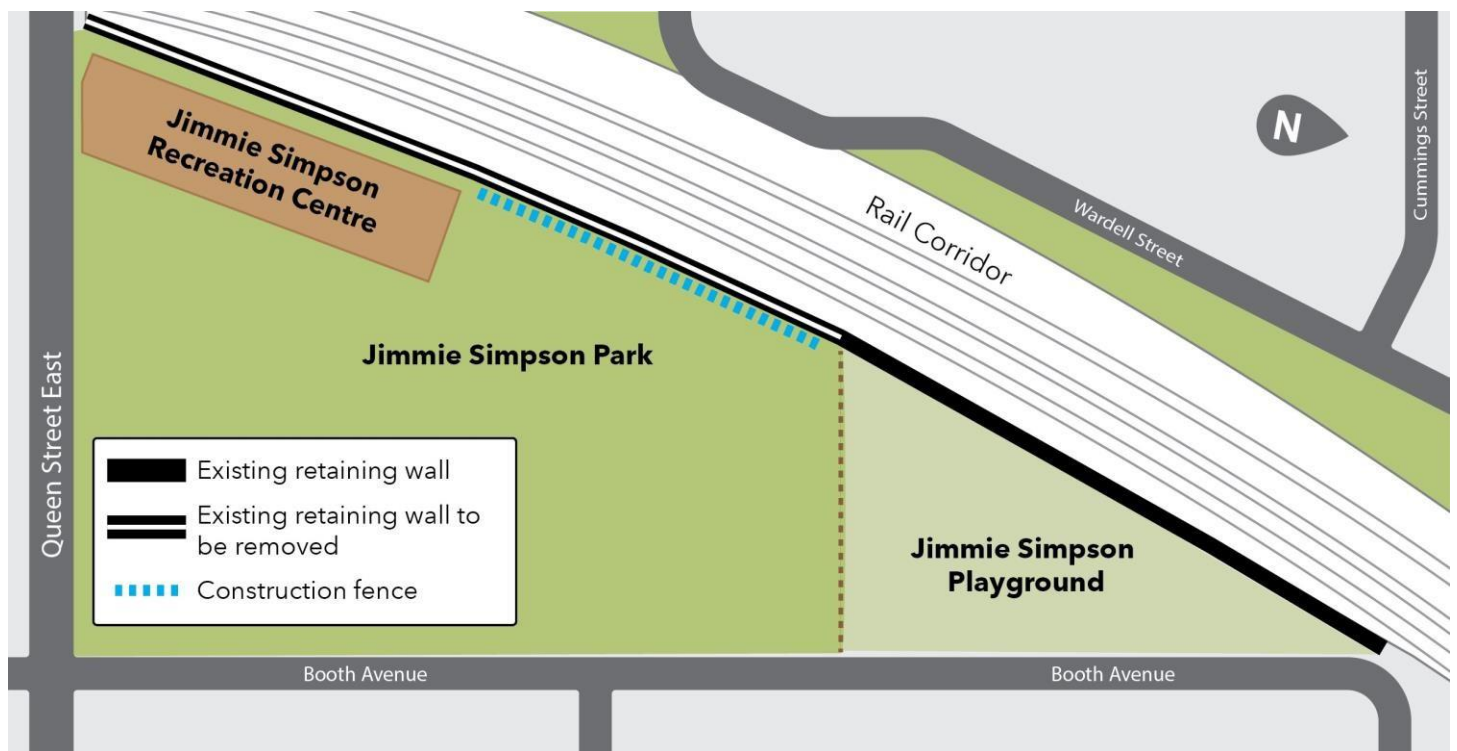 N
Cummings Street
Jimmie Simpson
Recreation Centre
Rail Corridor
Wardell Street
Queen Street East
Jimmie Simpson Park
Existing retaining wall
Existing retaining wall to
be removed
Construction fence
Jimmie Simpson
Playground
Booth Avenue
Booth Avenue